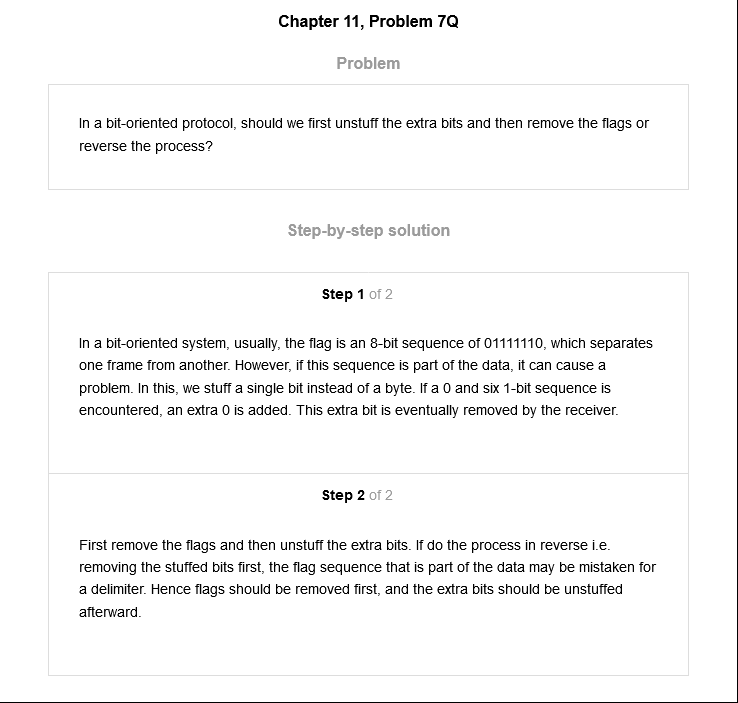 Chapter 11, Problem 7Q
Problem
In a bit-oriented protocol, should we first unstuff the extra bits and then remove the flags or
reverse the process?
Step-by-step solution
Step 1 of 2
In a bit-oriented system, usually, the flag is an 8-bit sequence of 01111110, which separates
one frame from another. However, if this sequence is part of the data, it can cause a
problem. In this, we stuff a single bit instead of a byte. If a 0 and six 1-bit sequence is
encountered, an extra 0 is added. This extra bit is eventually removed by the receiver.
Step 2 of 2
First remove the flags and then unstuff the extra bits. If do the process in reverse i.e.
removing the stuffed bits first, the flag sequence that is part of the data may be mistaken for
a delimiter. Hence flags should be removed first, and the extra bits should be unstuffed
afterward.